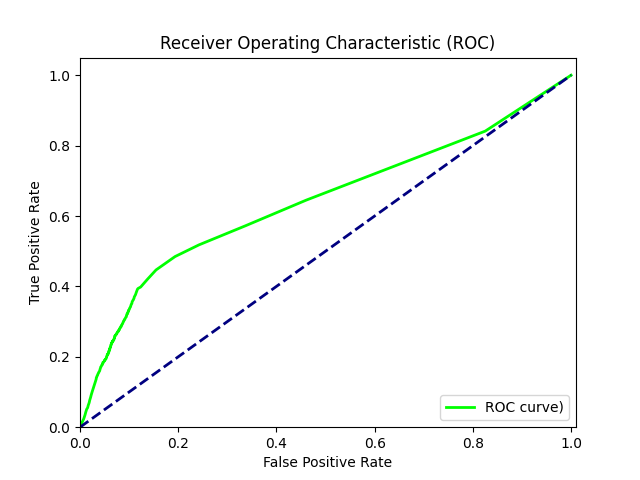 Receiver Operating Characteristic (ROC)
True Positive Rate
1.0
0.8
0.6
0.4
0.2
0.0
0.0 0.2 0.4 0.6 0.8 1.0
False Positive Rate
ROC curve)